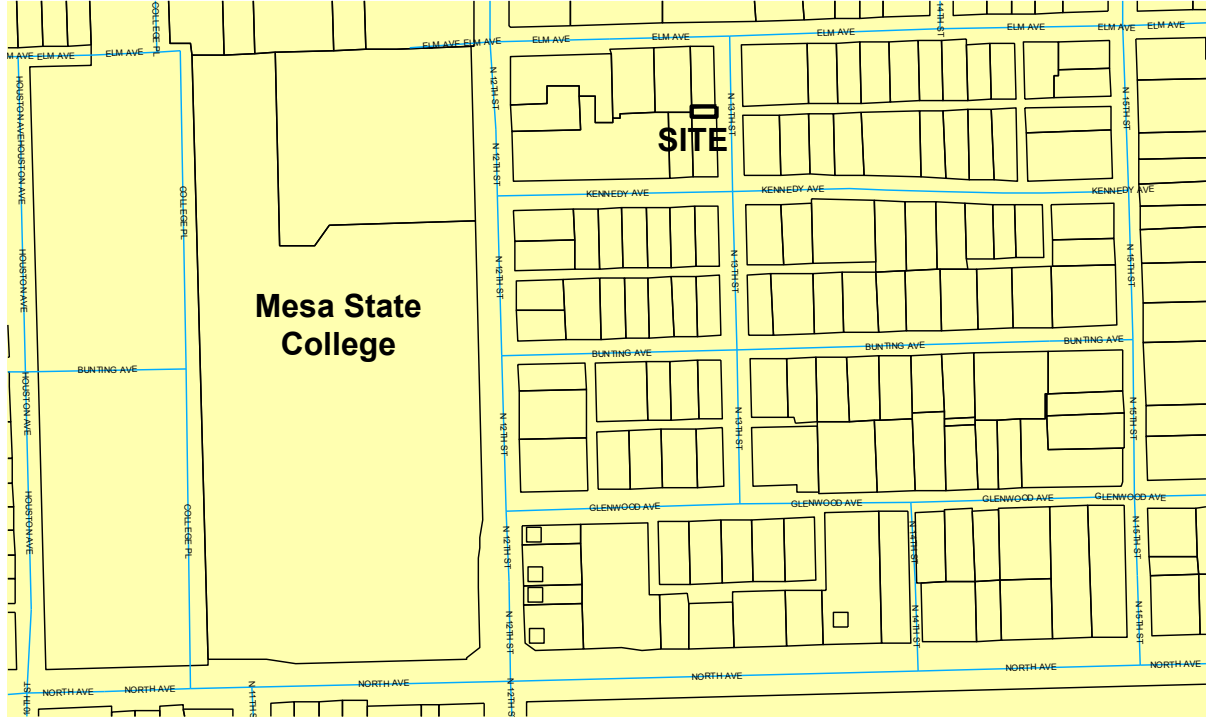 COLLEGE PL
N 14TH ST
ELM AVE
ELM AVE
ELM AVE
ELM AVE
ELM AVE
ELM AVE
ELM AVE
ELM AVE
ELM AVE
M AVE
ELM AVE
ELM AVE
HOUSTON AVE
HOUSTON AVE
N 12TH ST
N 13TH ST
N 15TH ST
SITE
N 12TH ST
COLLEGE PL
KENNEDY AVE
KENNEDY AVE
KENNEDY AVE
HOUSTON AVE
N 12TH ST
N 13TH ST
N 15TH ST
Mesa State
College
BUNTING AVE
BUNTING AVE
BUNTING AVE
BUNTING AVE
HOUSTON AVE
N 12TH ST
N 13TH ST
N 15TH ST
GLENWOOD AVE
GLENWOOD AVE
GLENWOOD AVE
HOUSTON AVE
COLLEGE PL
N 12TH ST
N 14TH ST
N 15TH ST
N 12TH ST
N 14TH ST
N 15TH ST
NORTH AVE
NORTH AVE
NORTH AVE
NORTH AVE
NORTH AVE
NORTH AVE
N 11TH S
N 12TH S